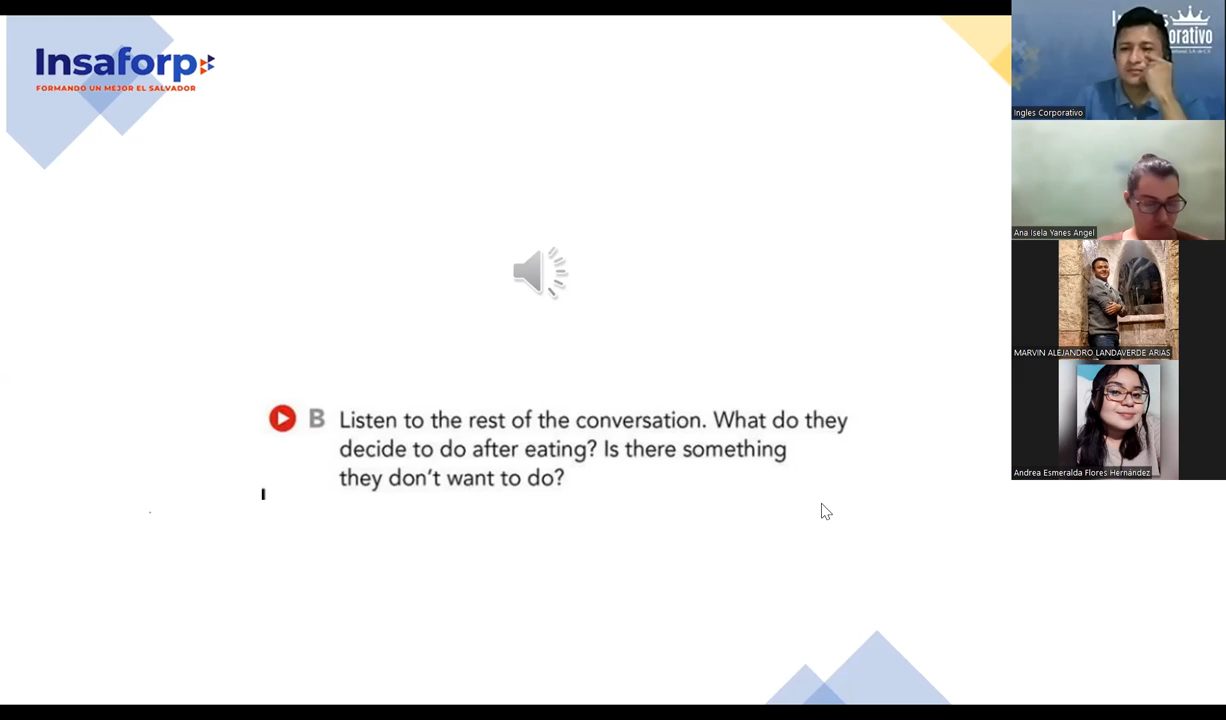 Insaforp
FORMANDO UN MEJOR EL SALVADOR
B Listen to the rest of the conversation. What do they
decide to do after eating? Is there something
they don't want to do?
Ingles Corporativo
Ana Isela Yanes Angel
MARVIN ALEJANDRO LANDAVERDE ARIAS
Andrea Esmeralda Flores Hernández